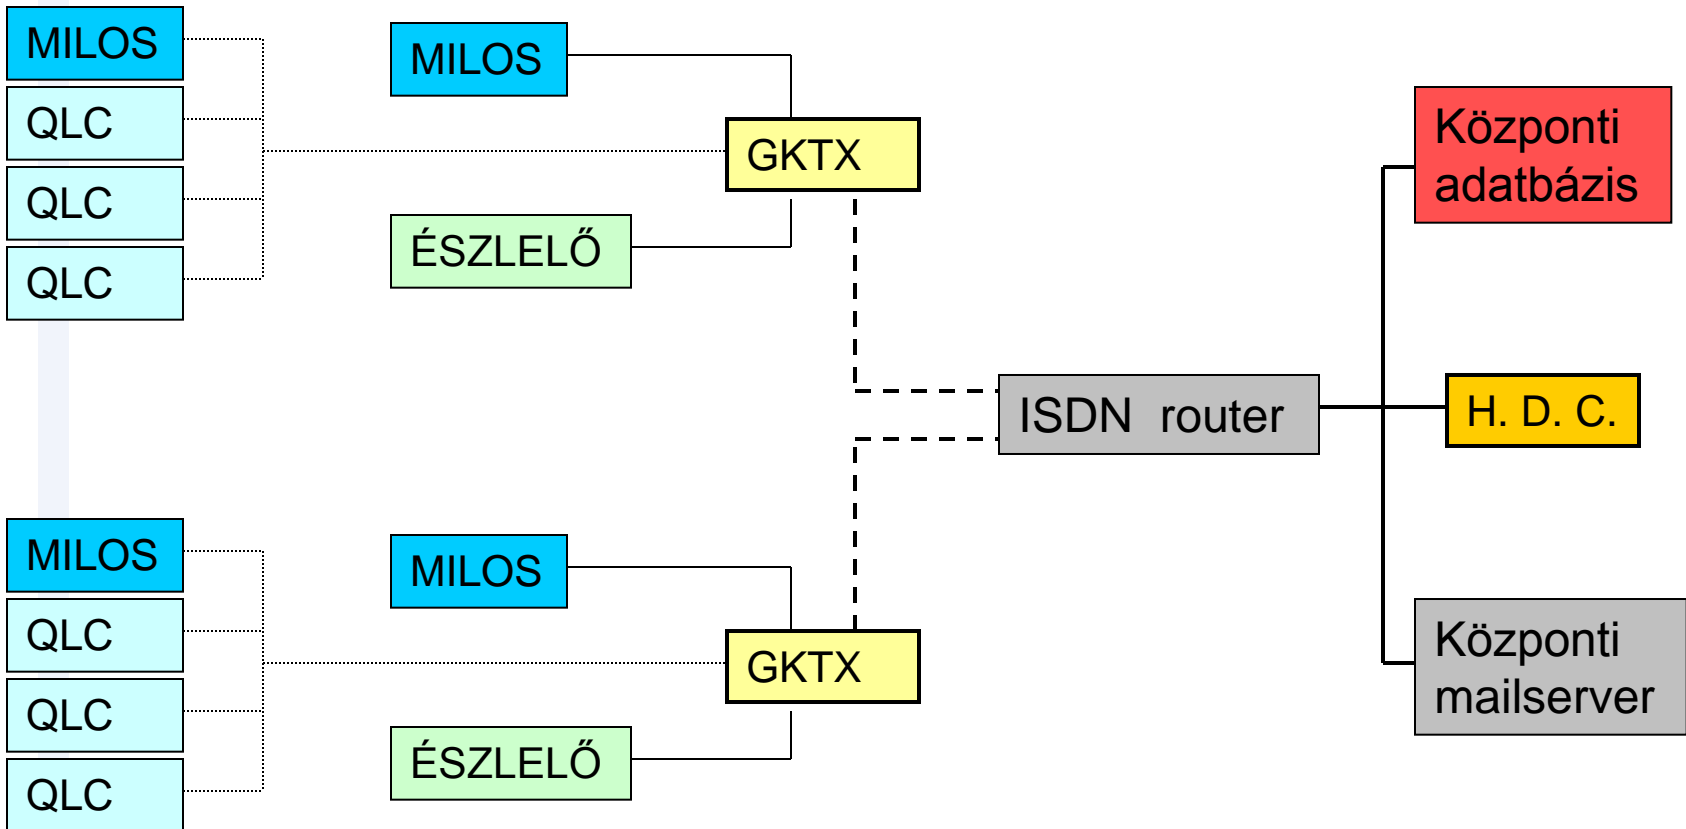 MILOS
QLC
QLC
QLC
MILOS
GKTX
ÉSZLELŐ
MILOS
QLC
QLC
QLC
MILOS
GKTX
ÉSZLELŐ
ISDN router
Központi
adatbázis
H. D. C.
Központi
mailserver